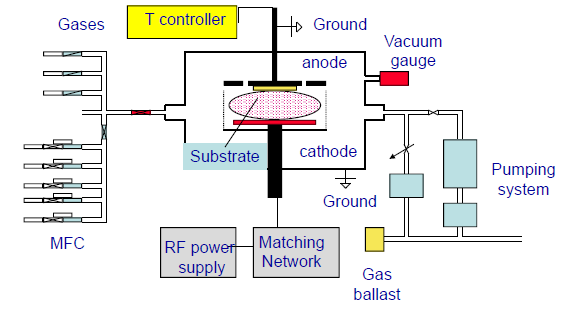 Gases
T controller
Ground
Vacuum
gauge
anode
Substrate
cathode
Ground
Pumping
system
MFC
RF power
supply
Matching
Network
Gas
ballast